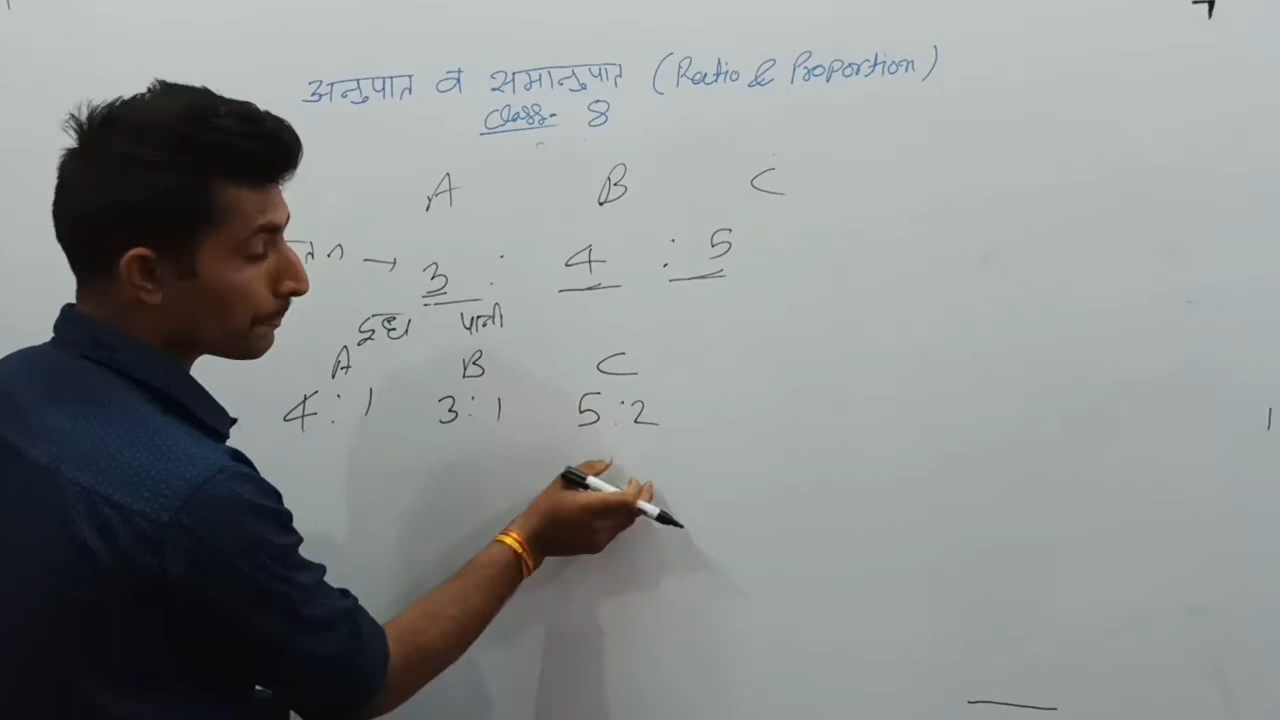 अनुपात व समानुपात (Ratio & Proportion)
Class- 8
A B C
→ 3 : 4 : 5
दूध पानी
A B C
4 : 1 3 : 1 5 : 2